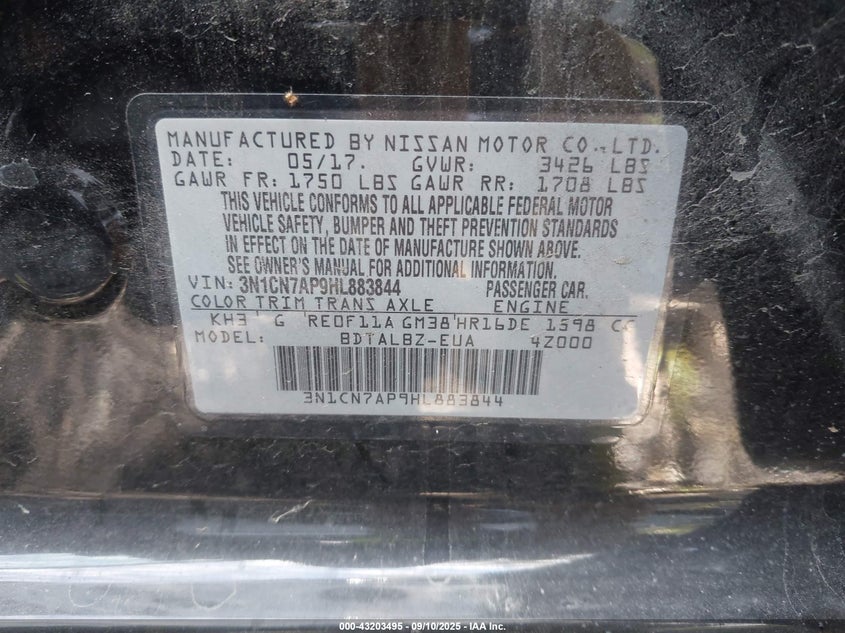 MANUFACTURED BY NISSAN MOTOR CO., LTD.
DATE: 05/17. GVWR: 3426 LBS
GAWR FR: 1750 LBS GAWR RR: 1708 LBS
THIS VEHICLE CONFORMS TO ALL APPLICABLE FEDERAL MOTOR
VEHICLE SAFETY, BUMPER AND THEFT PREVENTION STANDARDS
IN EFFECT ON THE DATE OF MANUFACTURE SHOWN ABOVE.
SEE OWNER'S MANUAL FOR ADDITIONAL INFORMATION.
VIN: 3N1CN7AP9HL883844 PASSENGER CAR.
COLOR TRIM TRANS AXLE ENGINE
KH3 ' G 'RE0F11A GM38'HR16DE 1598 CC
MODEL: BDTALBZ-EUA 4Z000
3N1CN7AP9HL883844
000-43203495 - 09/10/2025 - IAA Inc.